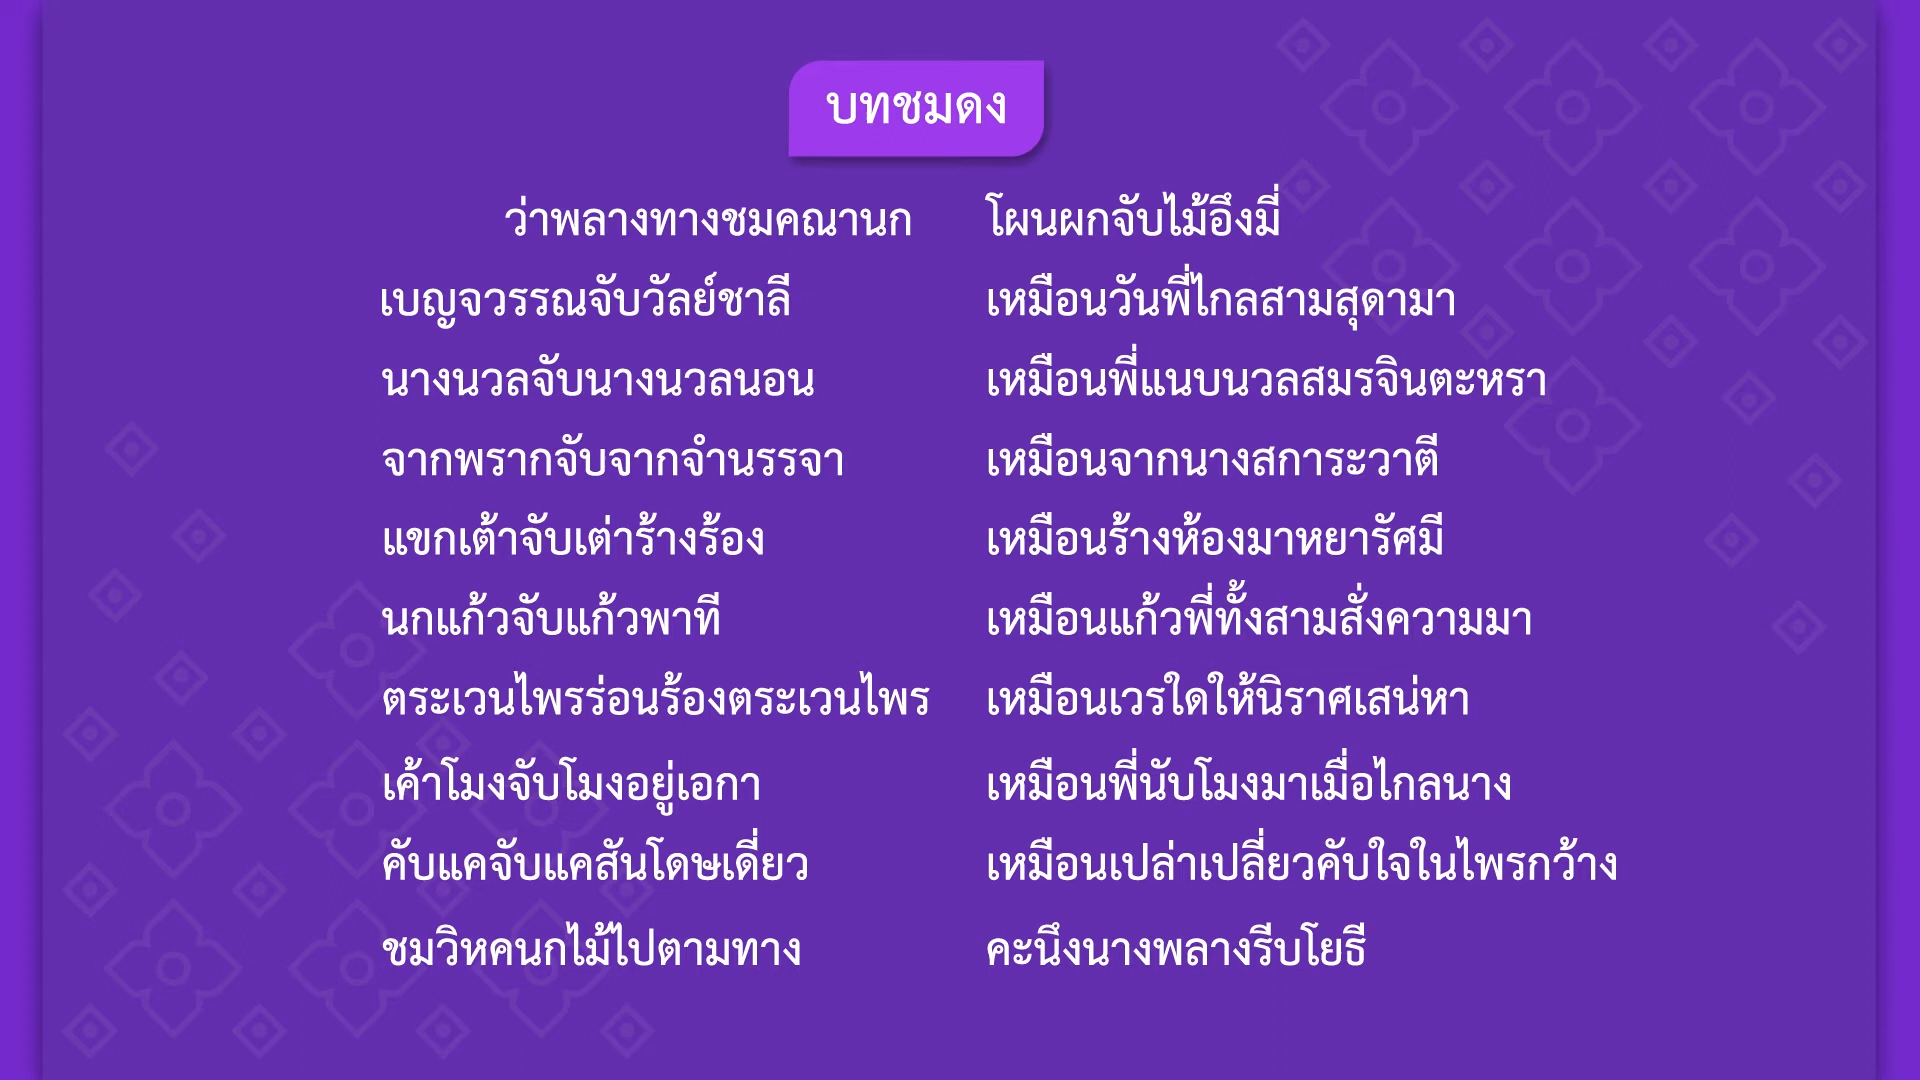 บทชมดง
ว่าพลางทางชมคณานก โผนผกจับไม้อึงมี่
เบญจวรรณจับวัลย์ชาลี เหมือนวันพี่ไกลสามสุดามา
นางนวลจับนางนวลนอน เหมือนพี่แนบนวลสมรจินตะหรา
จากพรากจับจากจำนรรจา เหมือนจากนางสการะวาตี
แขกเต้าจับเต่าร้างร้อง เหมือนร้างห้องมาหยารัศมี
นกแก้วจับแก้วพาที เหมือนแก้วพี่ทั้งสามสั่งความมา
ตระเวนไพรร่อนร้องตระเวนไพร เหมือนเวรใดให้นิราศเสน่หา
เค้าโมงจับโมงอยู่เอกา เหมือนพี่นับโมงมาเมื่อไกลนาง
คับแคจับแคสันโดษเดี่ยว เหมือนเปล่าเปลี่ยวคับใจในไพรกว้าง
ชมวิหคนกไม้ไปตามทาง คะนึงนางพลางรีบโยธี